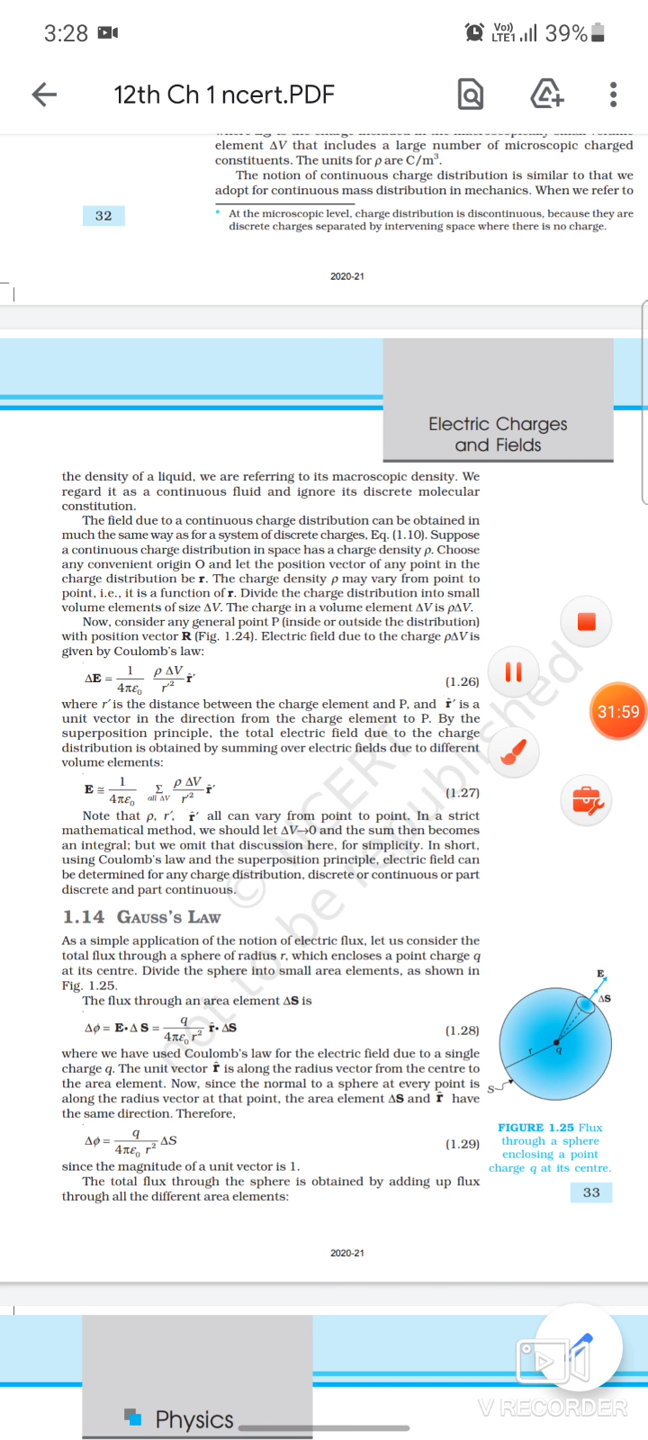 3:28
Vo)) LTE1 39%
12th Ch 1 ncert.PDF
element ΔV that includes a large number of microscopic charged
constituents. The units for ρ are C/m³.
The notion of continuous charge distribution is similar to that we
adopt for continuous mass distribution in mechanics. When we refer to
32
* At the microscopic level, charge distribution is discontinuous, because they are
discrete charges separated by intervening space where there is no charge.
2020-21
Electric Charges
and Fields
the density of a liquid, we are referring to its macroscopic density. We
regard it as a continuous fluid and ignore its discrete molecular
constitution.
The field due to a continuous charge distribution can be obtained in
much the same way as for a system of discrete charges, Eq. (1.10). Suppose
a continuous charge distribution in space has a charge density ρ. Choose
any convenient origin O and let the position vector of any point in the
charge distribution be r. The charge density ρ may vary from point to
point, i.e., it is a function of r. Divide the charge distribution into small
volume elements of size ΔV. The charge in a volume element ΔV is ρΔV.
Now, consider any general point P (inside or outside the distribution)
with position vector R (Fig. 1.24). Electric field due to the charge ρΔV is
given by Coulomb's law:
ΔE = 1/4πε₀ ρ ΔV/r'² r̂' (1.26)
where r' is the distance between the charge element and P, and r̂' is a
unit vector in the direction from the charge element to P. By the
superposition principle, the total electric field due to the charge
distribution is obtained by summing over electric fields due to different
volume elements:
E ≅ 1/4πε₀ Σ all ΔV ρ ΔV/r'² r̂' (1.27)
Note that ρ, r', r̂' all can vary from point to point. In a strict
mathematical method, we should let ΔV→0 and the sum then becomes
an integral; but we omit that discussion here, for simplicity. In short,
using Coulomb's law and the superposition principle, electric field can
be determined for any charge distribution, discrete or continuous or part
discrete and part continuous.
31:59
1.14 GAUSS'S LAW
As a simple application of the notion of electric flux, let us consider the
total flux through a sphere of radius r, which encloses a point charge q
at its centre. Divide the sphere into small area elements, as shown in
Fig. 1.25.
The flux through an area element ΔS is
Δϕ = E•Δ S = q/4πε₀ r² r̂• ΔS (1.28)
where we have used Coulomb's law for the electric field due to a single
charge q. The unit vector r̂ is along the radius vector from the centre to
the area element. Now, since the normal to a sphere at every point is
along the radius vector at that point, the area element ΔS and r̂ have
the same direction. Therefore,
Δϕ = q/4πε₀ r² ΔS (1.29)
since the magnitude of a unit vector is 1.
The total flux through the sphere is obtained by adding up flux
through all the different area elements:
E
ΔS
r
q
S
FIGURE 1.25 Flux
through a sphere
enclosing a point
charge q at its centre.
33
© NCERT
not to be republished
2020-21
Physics
V RECORDER